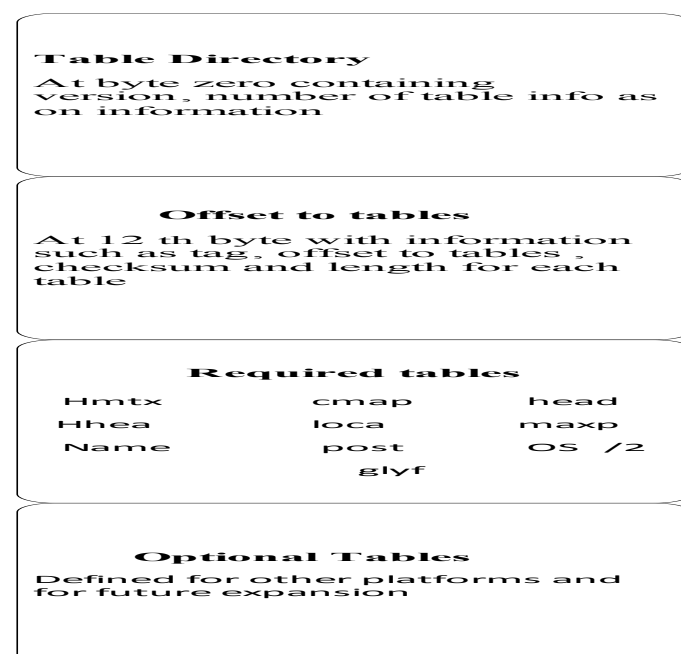 Table Directory
At byte zero containing
version, number of table info as
on information
Offset to tables
At 12 th byte with information
such as tag, offset to tables ,
checksum and length for each
table
Required tables
Hmtx cmap head
Hhea loca maxp
Name post OS /2
glyf
Optional Tables
Defined for other platforms and
for future expansion